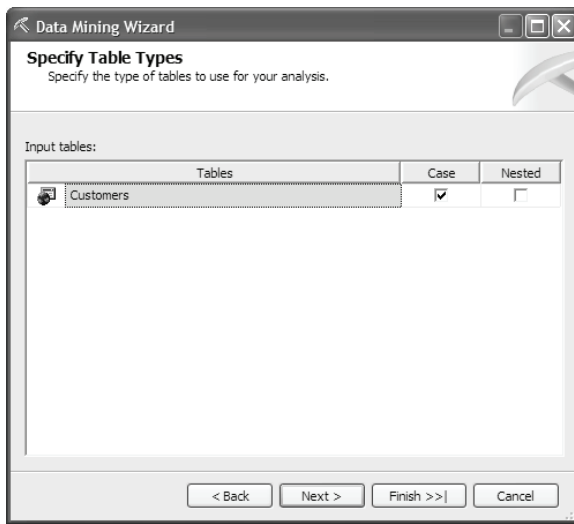 Data Mining Wizard
Specify Table Types
Specify the type of tables to use for your analysis.
Input tables:
Tables Case Nested
Customers
< Back Next > Finish >>| Cancel